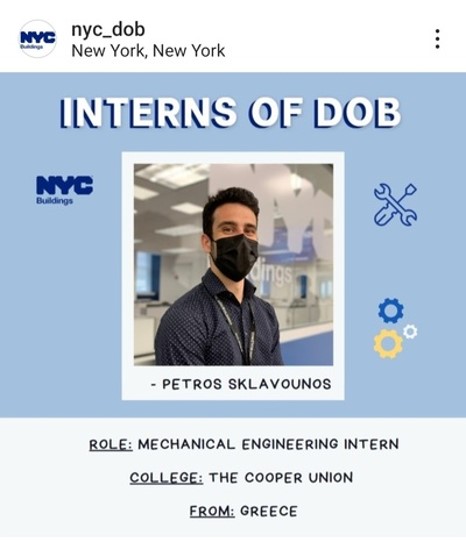 NYC
Buildings
nyc_dob
New York, New York
INTERNS OF DOB
NYC
Buildings
dings
- PETROS SKLAVOUNOS
ROLE: MECHANICAL ENGINEERING INTERN
COLLEGE: THE COOPER UNION
FROM: GREECE